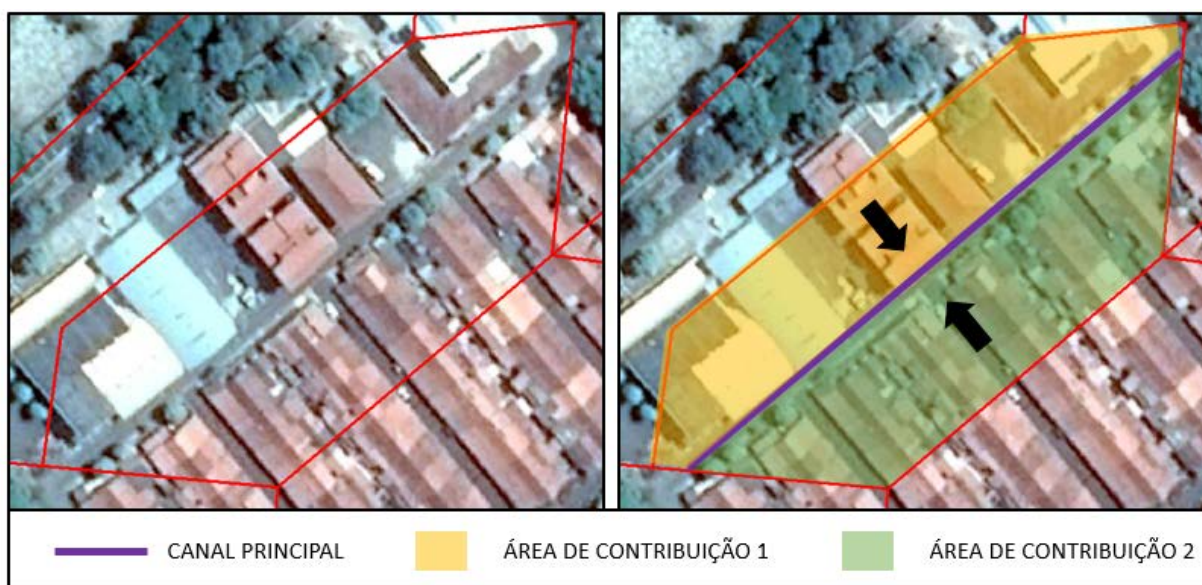 CANAL PRINCIPAL
ÁREA DE CONTRIBUIÇÃO 1
ÁREA DE CONTRIBUIÇÃO 2